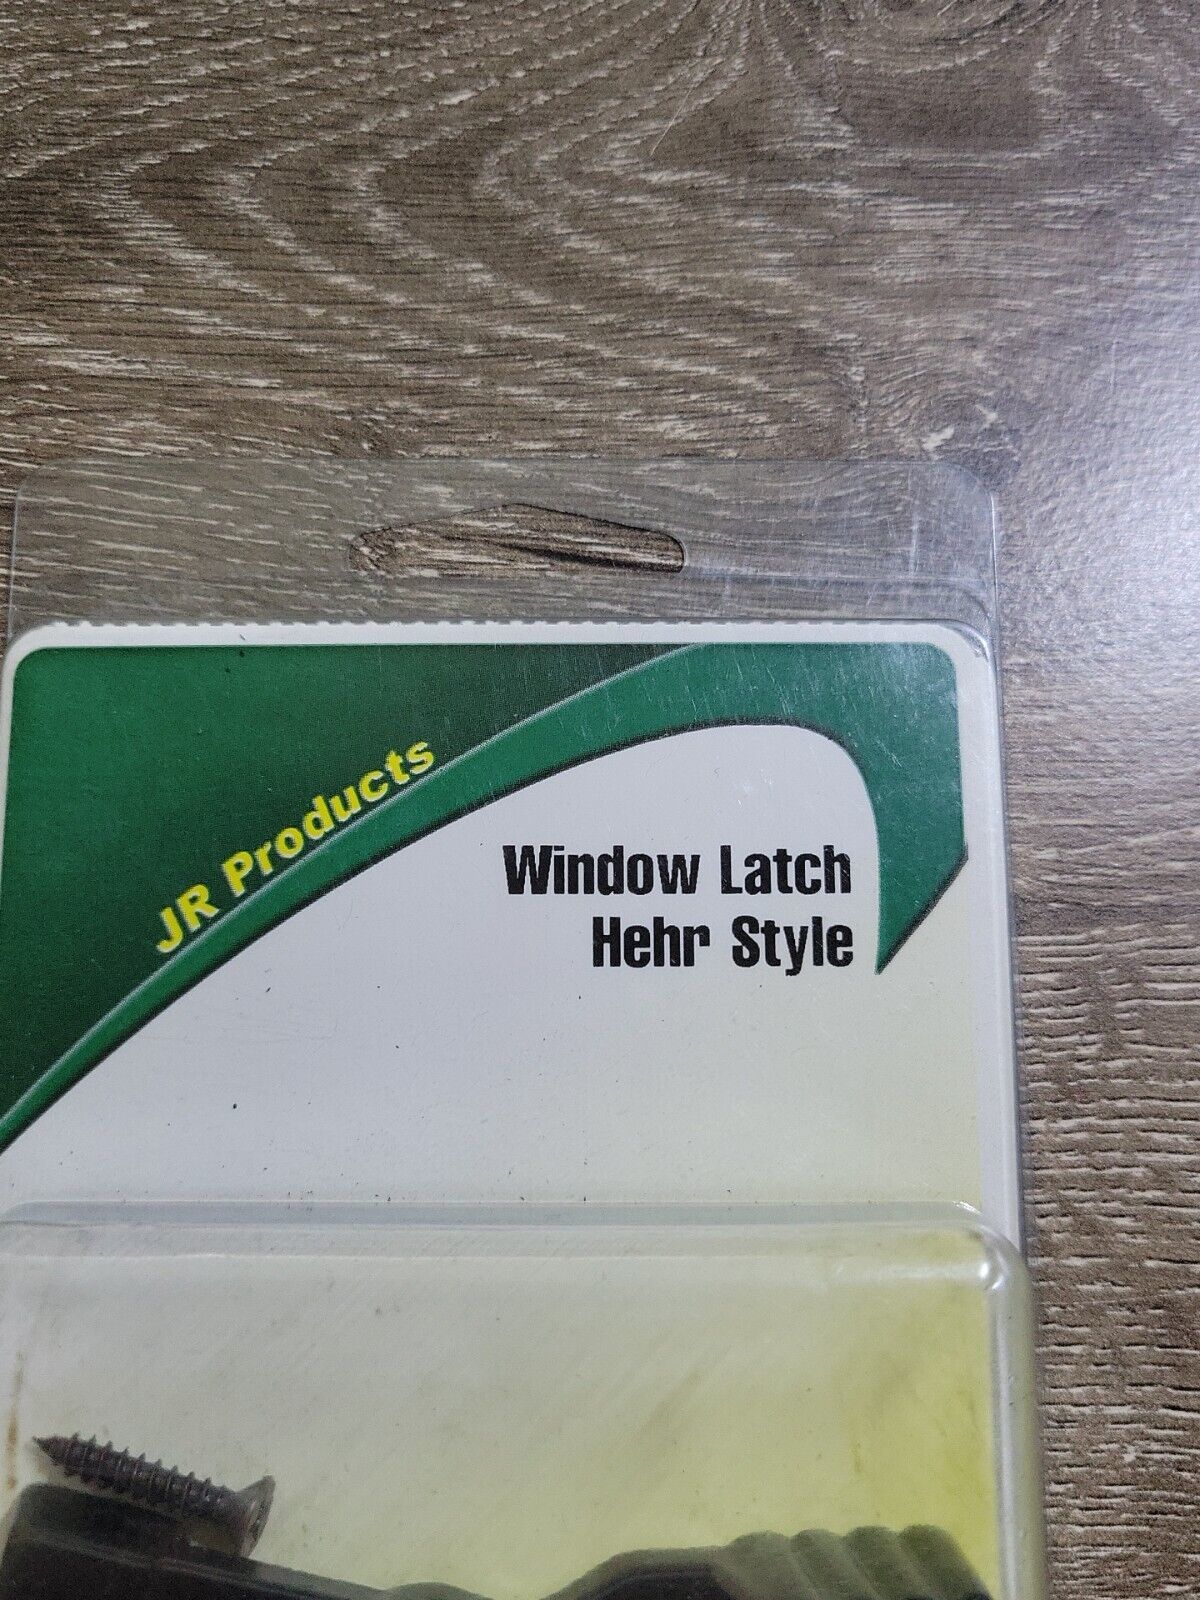 JR Products
Window Latch
Hehr Style